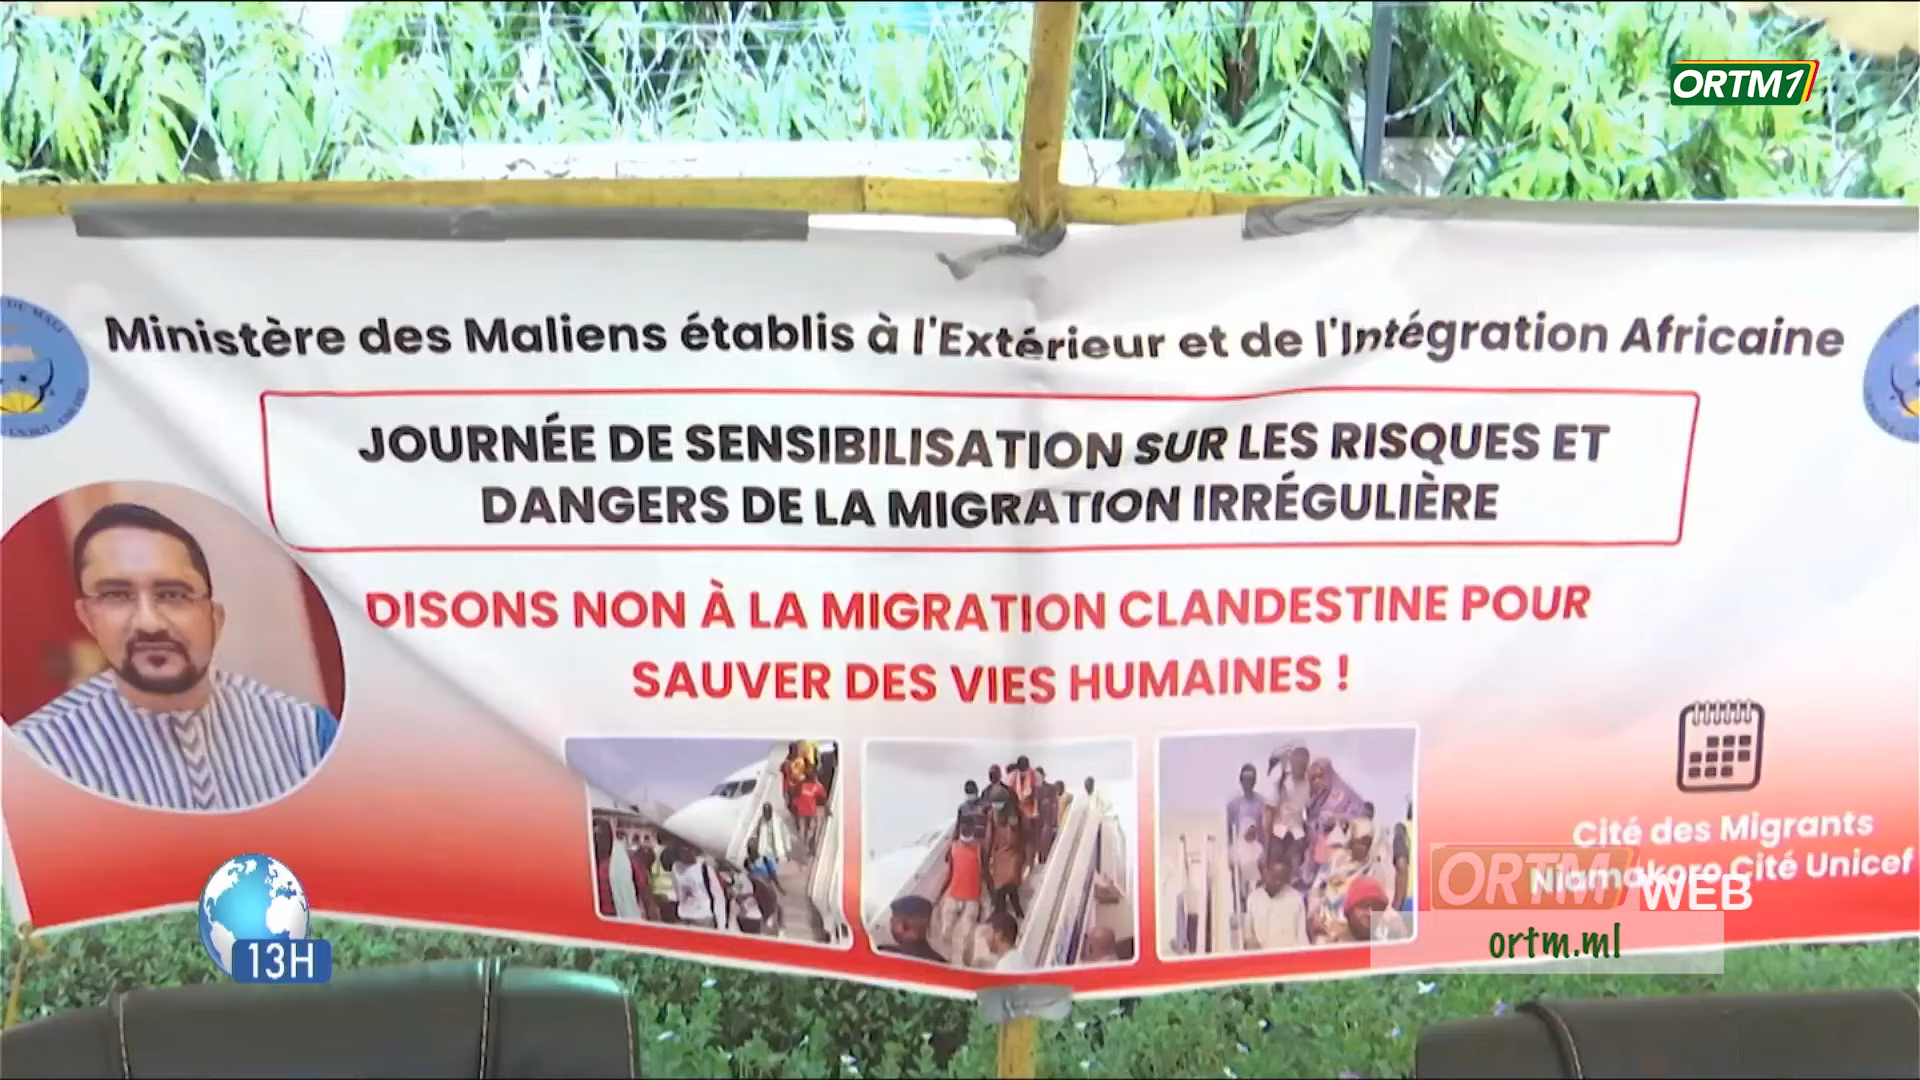 ORTM1
Ministère des Maliens établis à l'Extérieur et de l'Intégration Africaine
JOURNÉE DE SENSIBILISATION SUR LES RISQUES ET
DANGERS DE LA MIGRATION IRRÉGULIÈRE
DISONS NON À LA MIGRATION CLANDESTINE POUR
SAUVER DES VIES HUMAINES !
Cité des Migrants
Niamakoro Cité Unicef
ORTM1 WEB
ortm.ml
13H